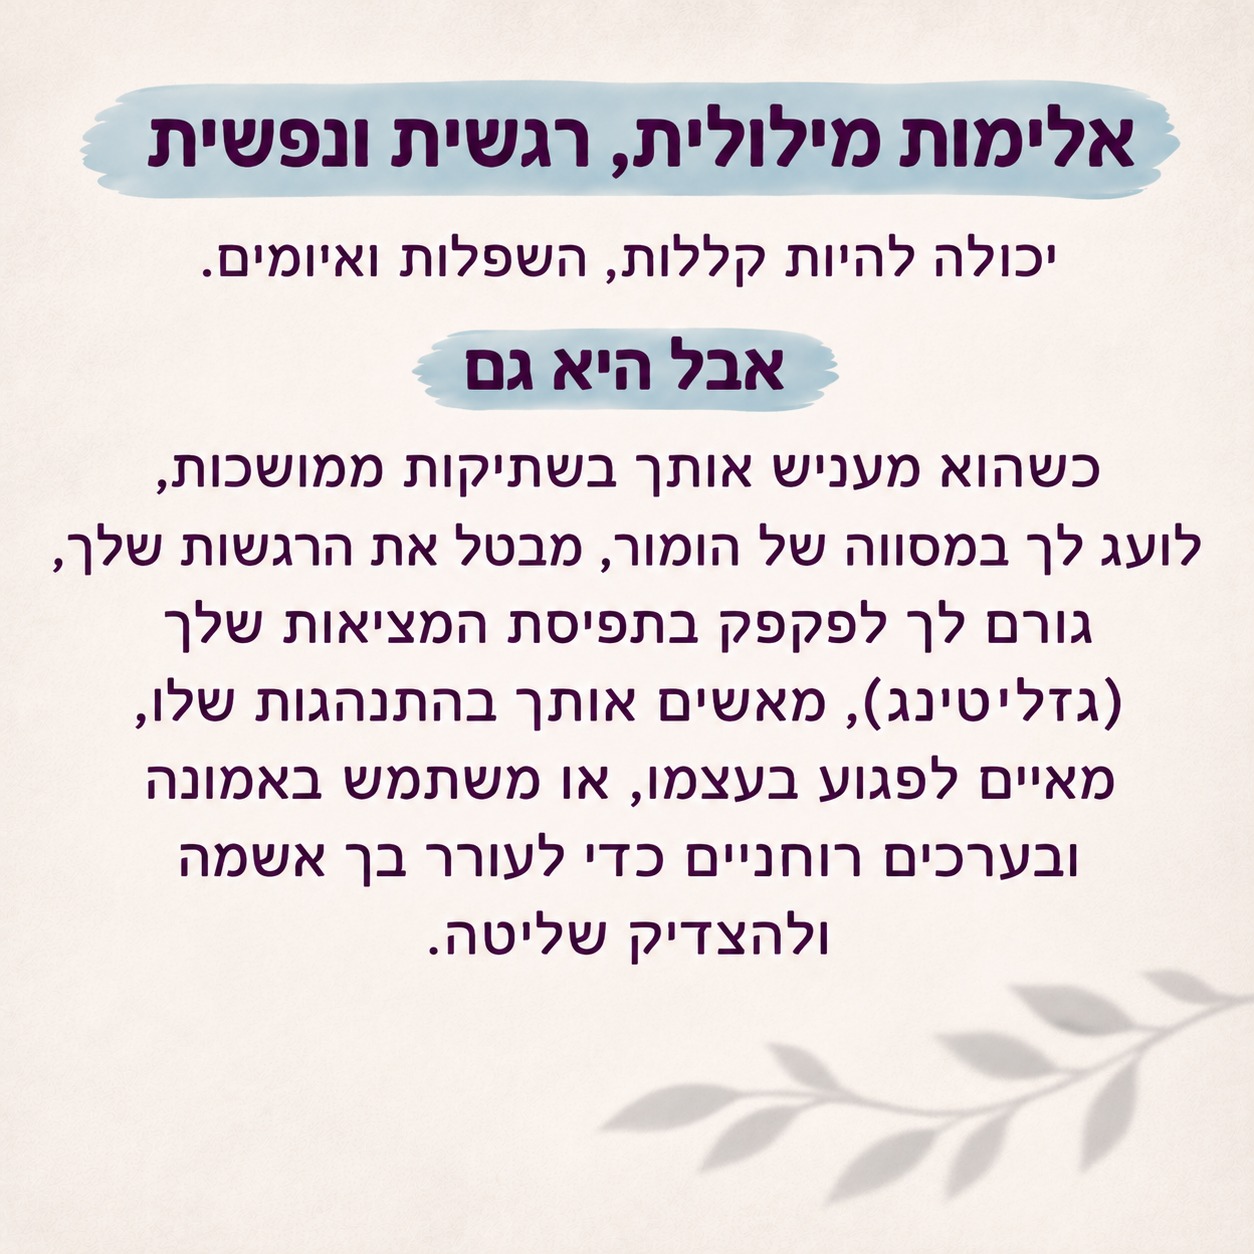 אלימות מילולית, רגשית ונפשית
יכולה להיות קללות, השפלות ואיומים.
אבל היא גם
כשהוא מעניש אותך בשתיקות ממושכות,
לועג לך במסווה של הומור, מבטל את הרגשות שלך,
גורם לך לפקפק בתפיסת המציאות שלך
(גזליטינג), מאשים אותך בהתנהגות שלו,
מאיים לפגוע בעצמו, או משתמש באמונה
ובערכים רוחניים כדי לעורר בך אשמה
ולהצדיק שליטה.